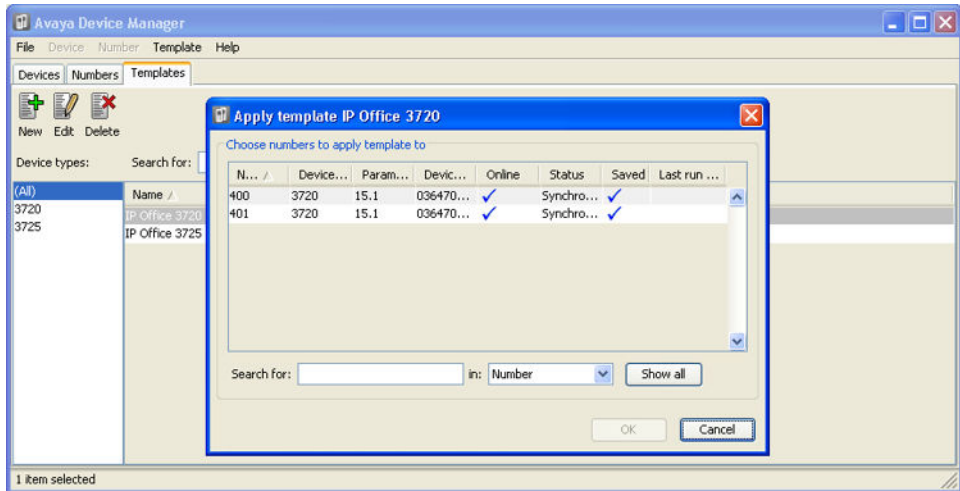 Avaya Device Manager
File Device Number Template Help
Devices Numbers Templates
New Edit Delete
Device types: Search for:
(All)
3720
3725
Name
IP Office 3720
IP Office 3725
Apply template IP Office 3720
Choose numbers to apply template to
N... Device... Param... Devic... Online Status Saved Last run ...
400 3720 15.1 036470... Synchro...
401 3720 15.1 036470... Synchro...
Search for: in: Number Show all
OK Cancel
1 item selected